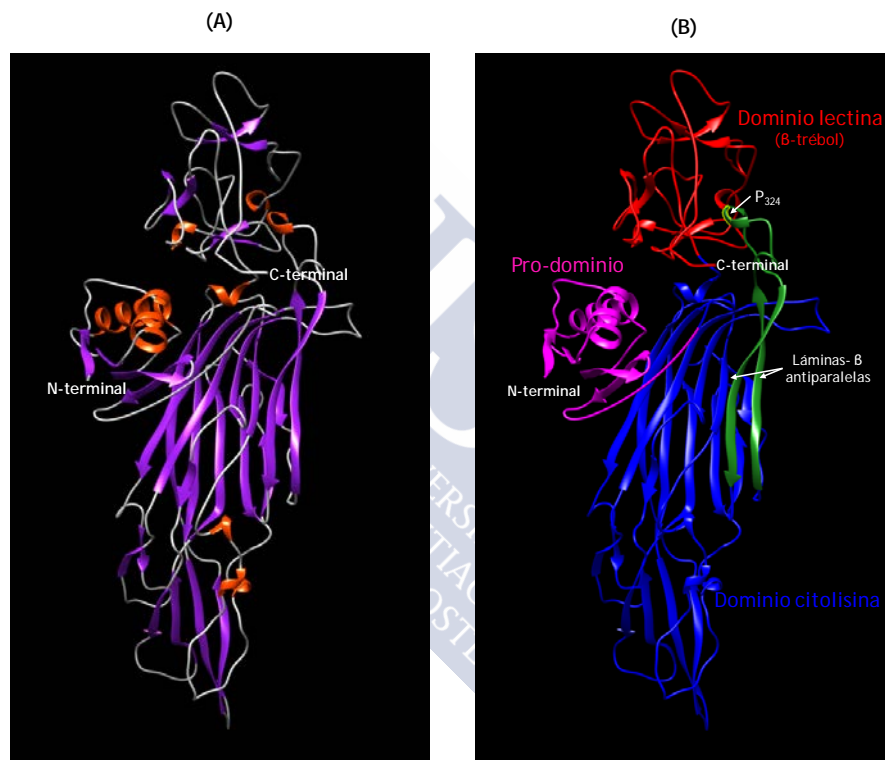 (A)
(B)
C-terminal
N-terminal
Dominio lectina
(β-trébol)
P324
C-terminal
Pro-dominio
N-terminal
Láminas- β
antiparalelas
Dominio citolisina